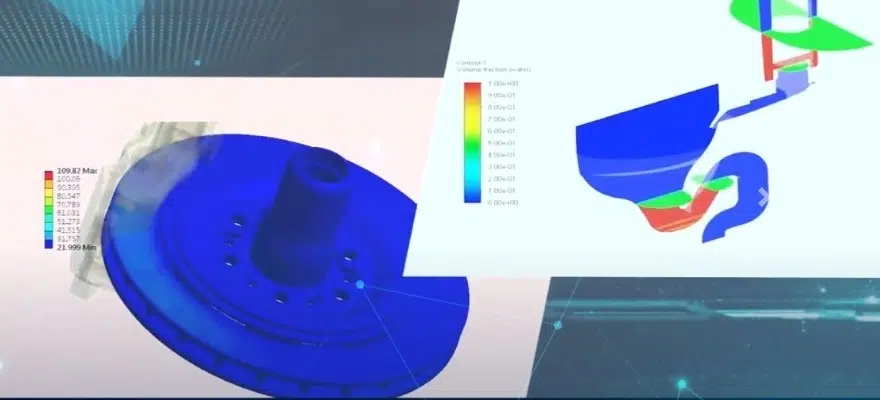 109.82 Max
100.06
90.305
80.547
70.789
61.031
51.273
41.515
31.757
21.999 Min
contour-1
Volume fraction (water)
1.00e+00
9.00e-01
8.00e-01
7.00e-01
6.00e-01
5.00e-01
4.00e-01
3.00e-01
2.00e-01
1.00e-01
0.00e+00